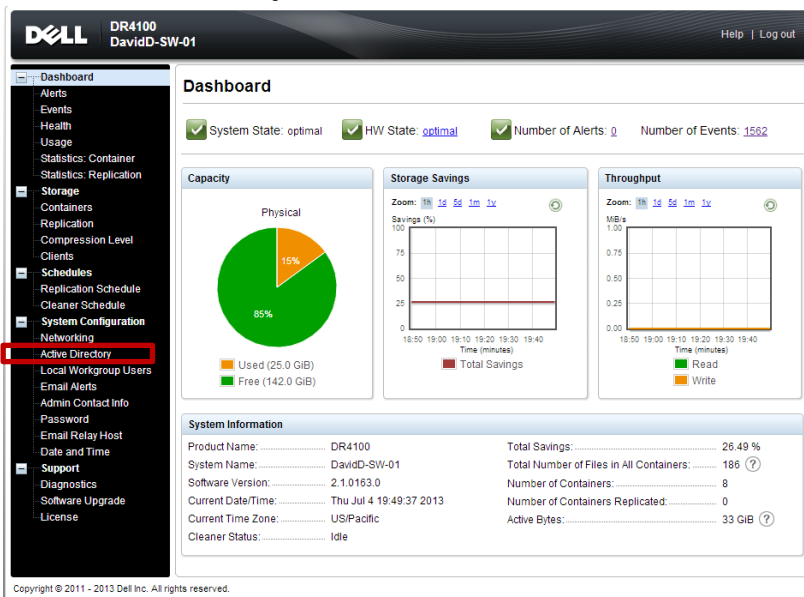 DELL
DR4100
DavidD-SW-01
Help | Log out
Dashboard
Alerts
Events
Health
Usage
Statistics: Container
Statistics: Replication
Storage
Containers
Replication
Compression Level
Clients
Schedules
Replication Schedule
Cleaner Schedule
System Configuration
Networking
Active Directory
Local Workgroup Users
Email Alerts
Admin Contact Info
Password
Email Relay Host
Date and Time
Support
Diagnostics
Software Upgrade
License
Dashboard
System State: optimal
HW State: optimal
Number of Alerts: 0
Number of Events: 1562
Capacity
Physical
15%
85%
Used (25.0 GiB)
Free (142.0 GiB)
Storage Savings
Zoom: 1h 1d 5d 1m 1y
Savings (%)
100
75
50
25
0
18:50 19:00 19:10 19:20 19:30 19:40
Time (minutes)
Total Savings
Throughput
Zoom: 1h 1d 5d 1m 1y
MiB/s
1.00
0.75
0.50
0.25
0.00
18:50 19:00 19:10 19:20 19:30 19:40
Time (minutes)
Read
Write
System Information
Product Name: DR4100
System Name: DavidD-SW-01
Software Version: 2.1.0163.0
Current Date/Time: Thu Jul 4 19:49:37 2013
Current Time Zone: US/Pacific
Cleaner Status: Idle
Total Savings: 26.49 %
Total Number of Files in All Containers: 186 ?
Number of Containers: 8
Number of Containers Replicated: 0
Active Bytes: 33 GiB ?
Copyright © 2011 - 2013 Dell Inc. All rights reserved.